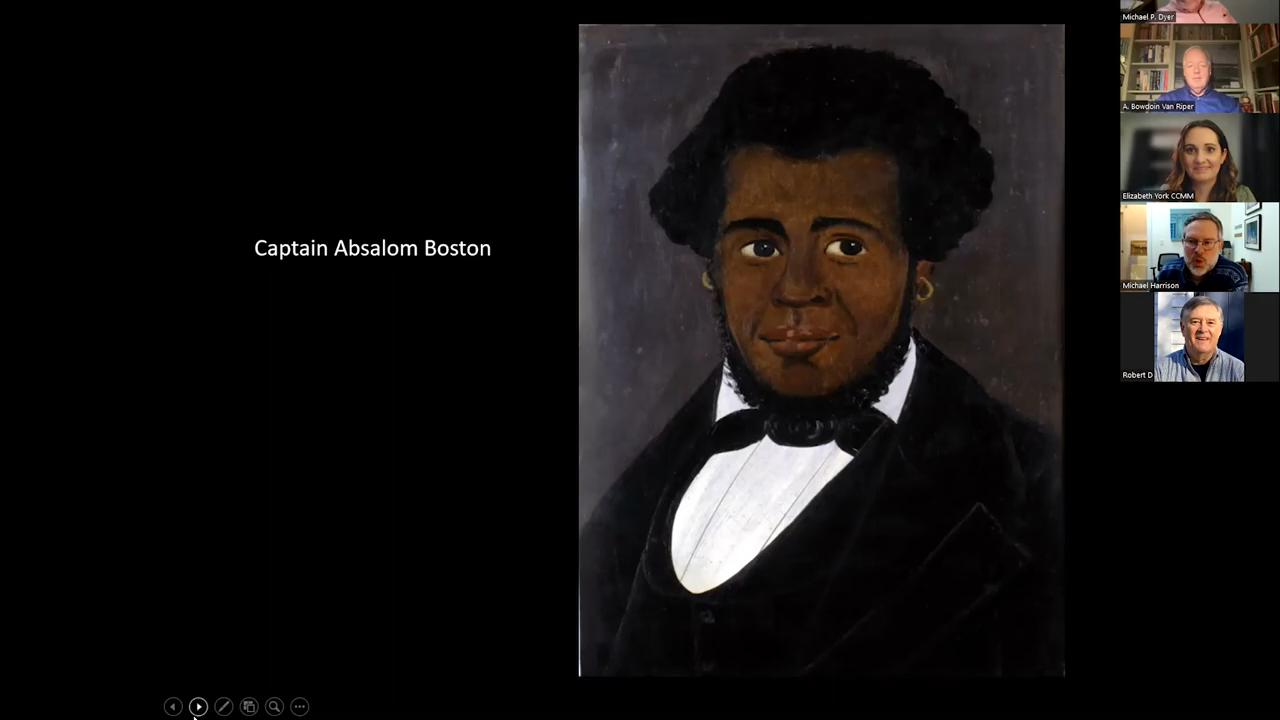 Captain Absalom Boston
Michael P. Dyer
A. Bowdoin Van Riper
Elizabeth York CCMM
Michael Harrison
Robert D